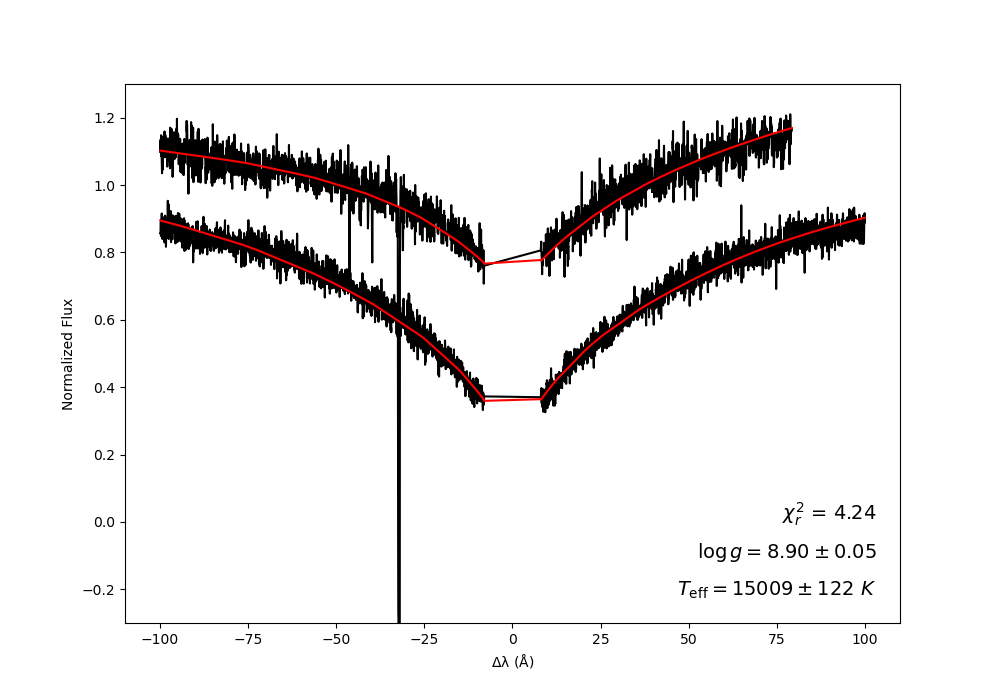 1.2
1.0
0.8
0.6
0.4
0.2
0.0
−0.2
Normalized Flux
−100 −75 −50 −25 0 25 50 75 100
Δλ (Å)
χ²ᵣ = 4.24
log g = 8.90 ± 0.05
T_eff = 15009 ± 122 K